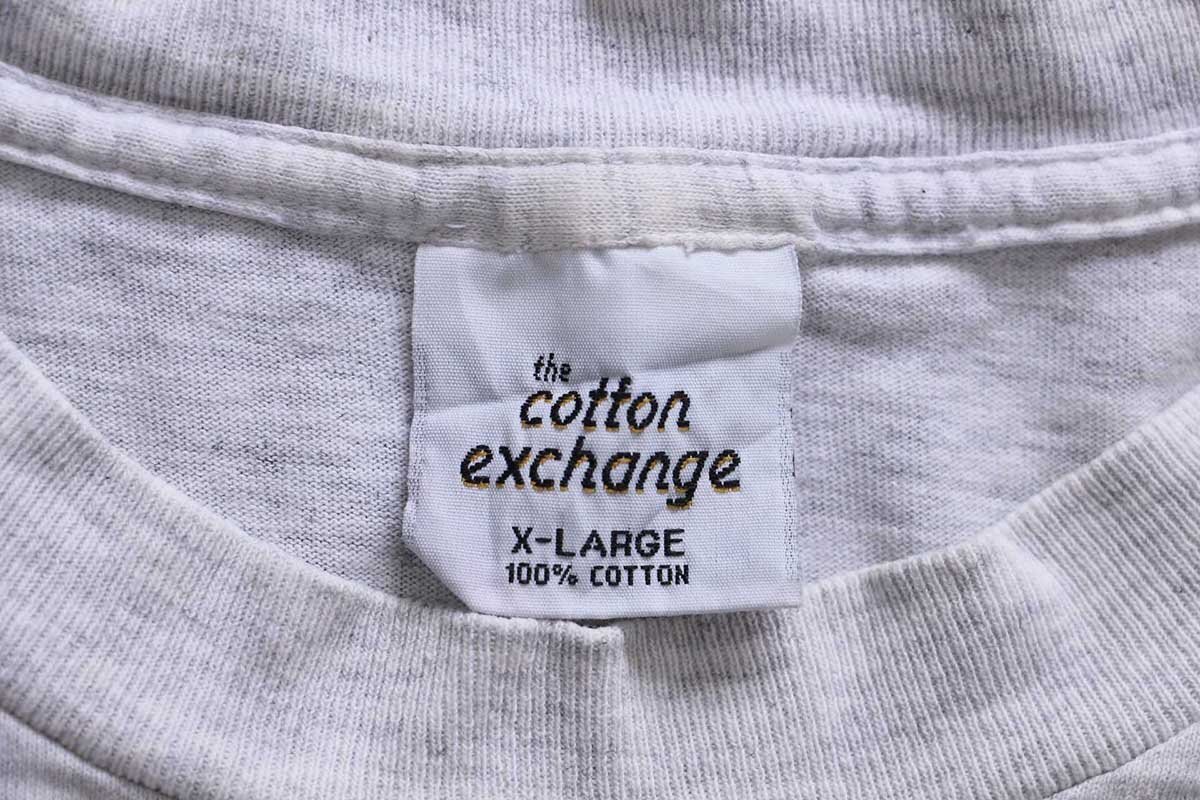 the
cotton
exchange
X-LARGE
100% COTTON